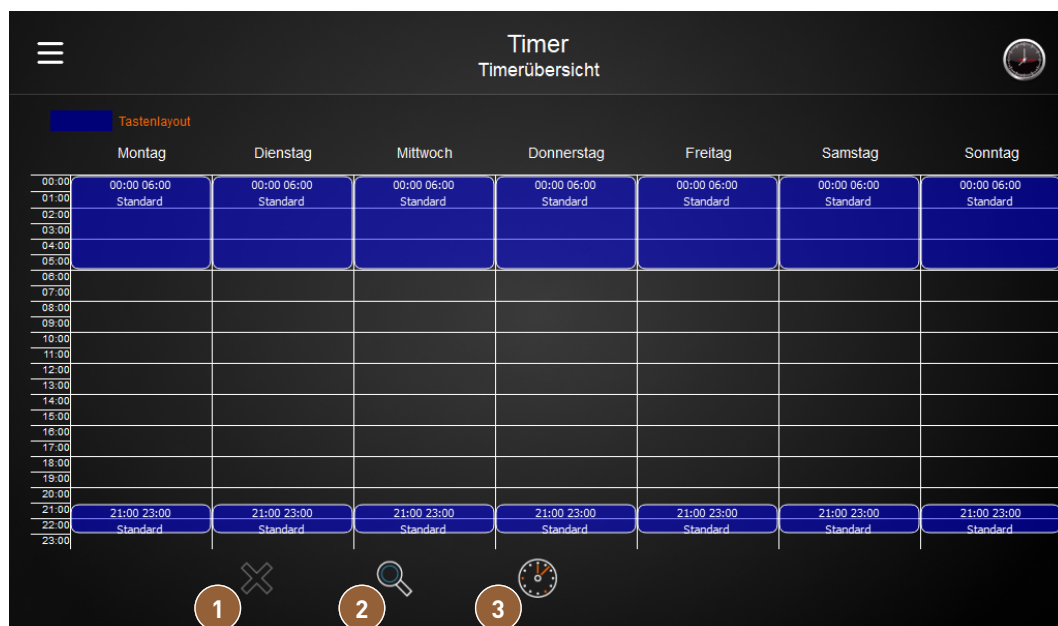 Timer
Timerübersicht
Tastenlayout
Montag Dienstag Mittwoch Donnerstag Freitag Samstag Sonntag
00:00 00:00 06:00 00:00 06:00 00:00 06:00 00:00 06:00 00:00 06:00 00:00 06:00 00:00 06:00
01:00 Standard Standard Standard Standard Standard Standard Standard
02:00
03:00
04:00
05:00
06:00
07:00
08:00
09:00
10:00
11:00
12:00
13:00
14:00
15:00
16:00
17:00
18:00
19:00
20:00
21:00 21:00 23:00 21:00 23:00 21:00 23:00 21:00 23:00 21:00 23:00 21:00 23:00 21:00 23:00
22:00 Standard Standard Standard Standard Standard Standard Standard
23:00
1 2 3